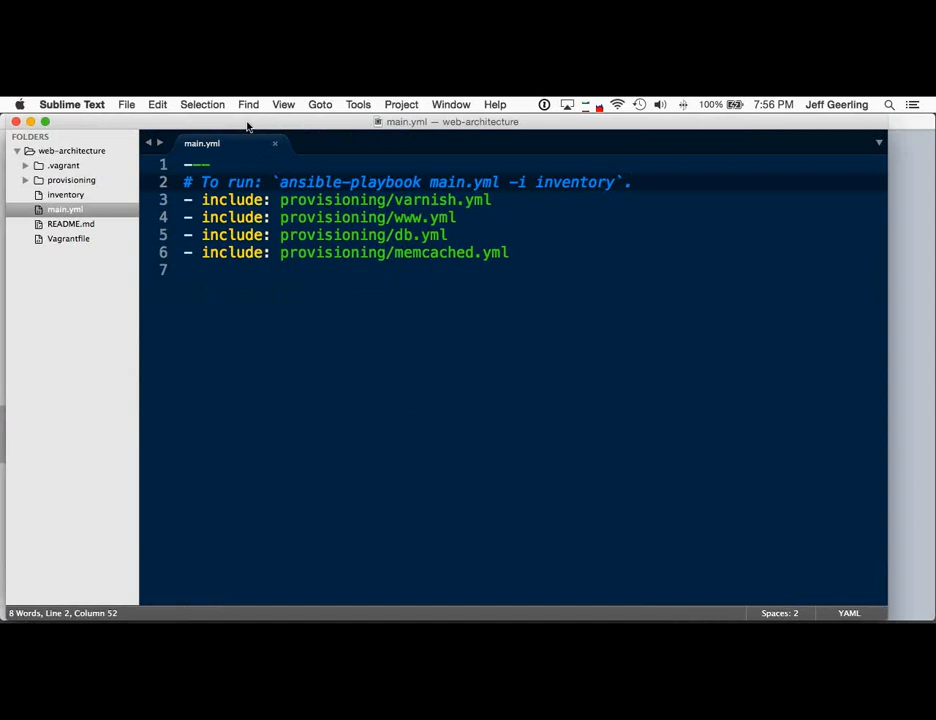 Sublime Text File Edit Selection Find View Goto Tools Project Window Help 100% 7:56 PM Jeff Geerling
main.yml — web-architecture
FOLDERS
web-architecture
.vagrant
provisioning
inventory
main.yml
README.md
Vagrantfile
main.yml ×
1 ---
2 # To run: `ansible-playbook main.yml -i inventory`.
3 - include: provisioning/varnish.yml
4 - include: provisioning/www.yml
5 - include: provisioning/db.yml
6 - include: provisioning/memcached.yml
7
8 Words, Line 2, Column 52 Spaces: 2 YAML